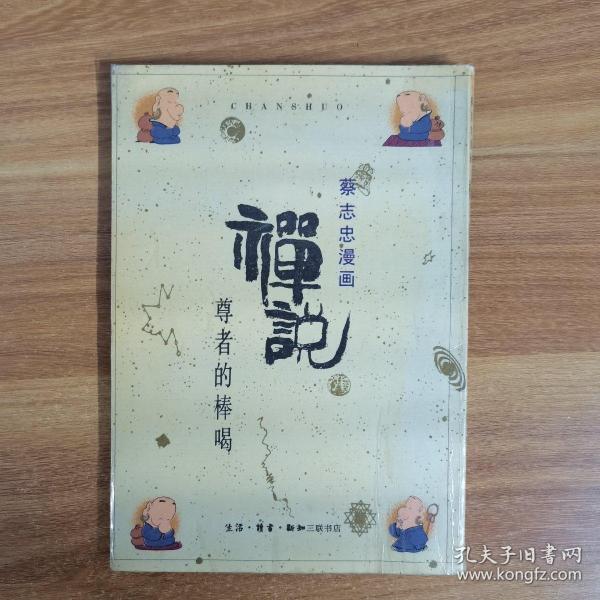 CHANSHUO
蔡志忠漫画
禪說
尊者的棒喝
生活·讀書·新知三联书店
孔夫子旧书网
www.kongfz.com